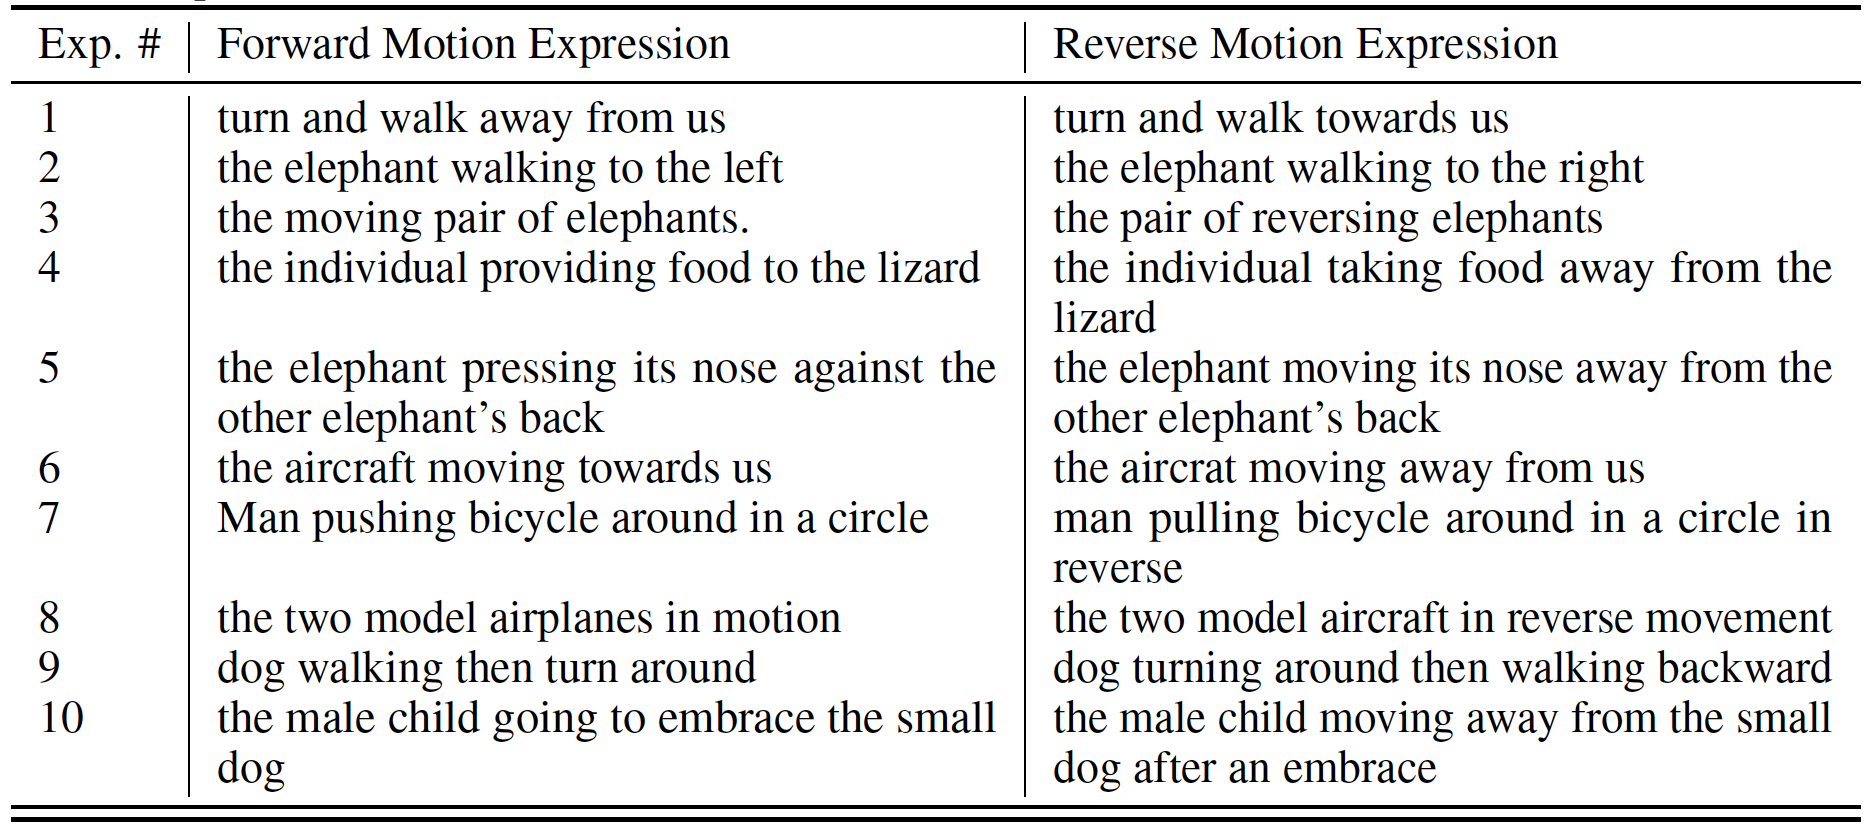 Exp. # Forward Motion Expression Reverse Motion Expression
1 turn and walk away from us turn and walk towards us
2 the elephant walking to the left the elephant walking to the right
3 the moving pair of elephants. the pair of reversing elephants
4 the individual providing food to the lizard the individual taking food away from the
lizard
5 the elephant pressing its nose against the the elephant moving its nose away from the
other elephant’s back other elephant’s back
6 the aircraft moving towards us the aircrat moving away from us
7 Man pushing bicycle around in a circle man pulling bicycle around in a circle in
reverse
8 the two model airplanes in motion the two model aircraft in reverse movement
9 dog walking then turn around dog turning around then walking backward
10 the male child going to embrace the small the male child moving away from the small
dog dog after an embrace